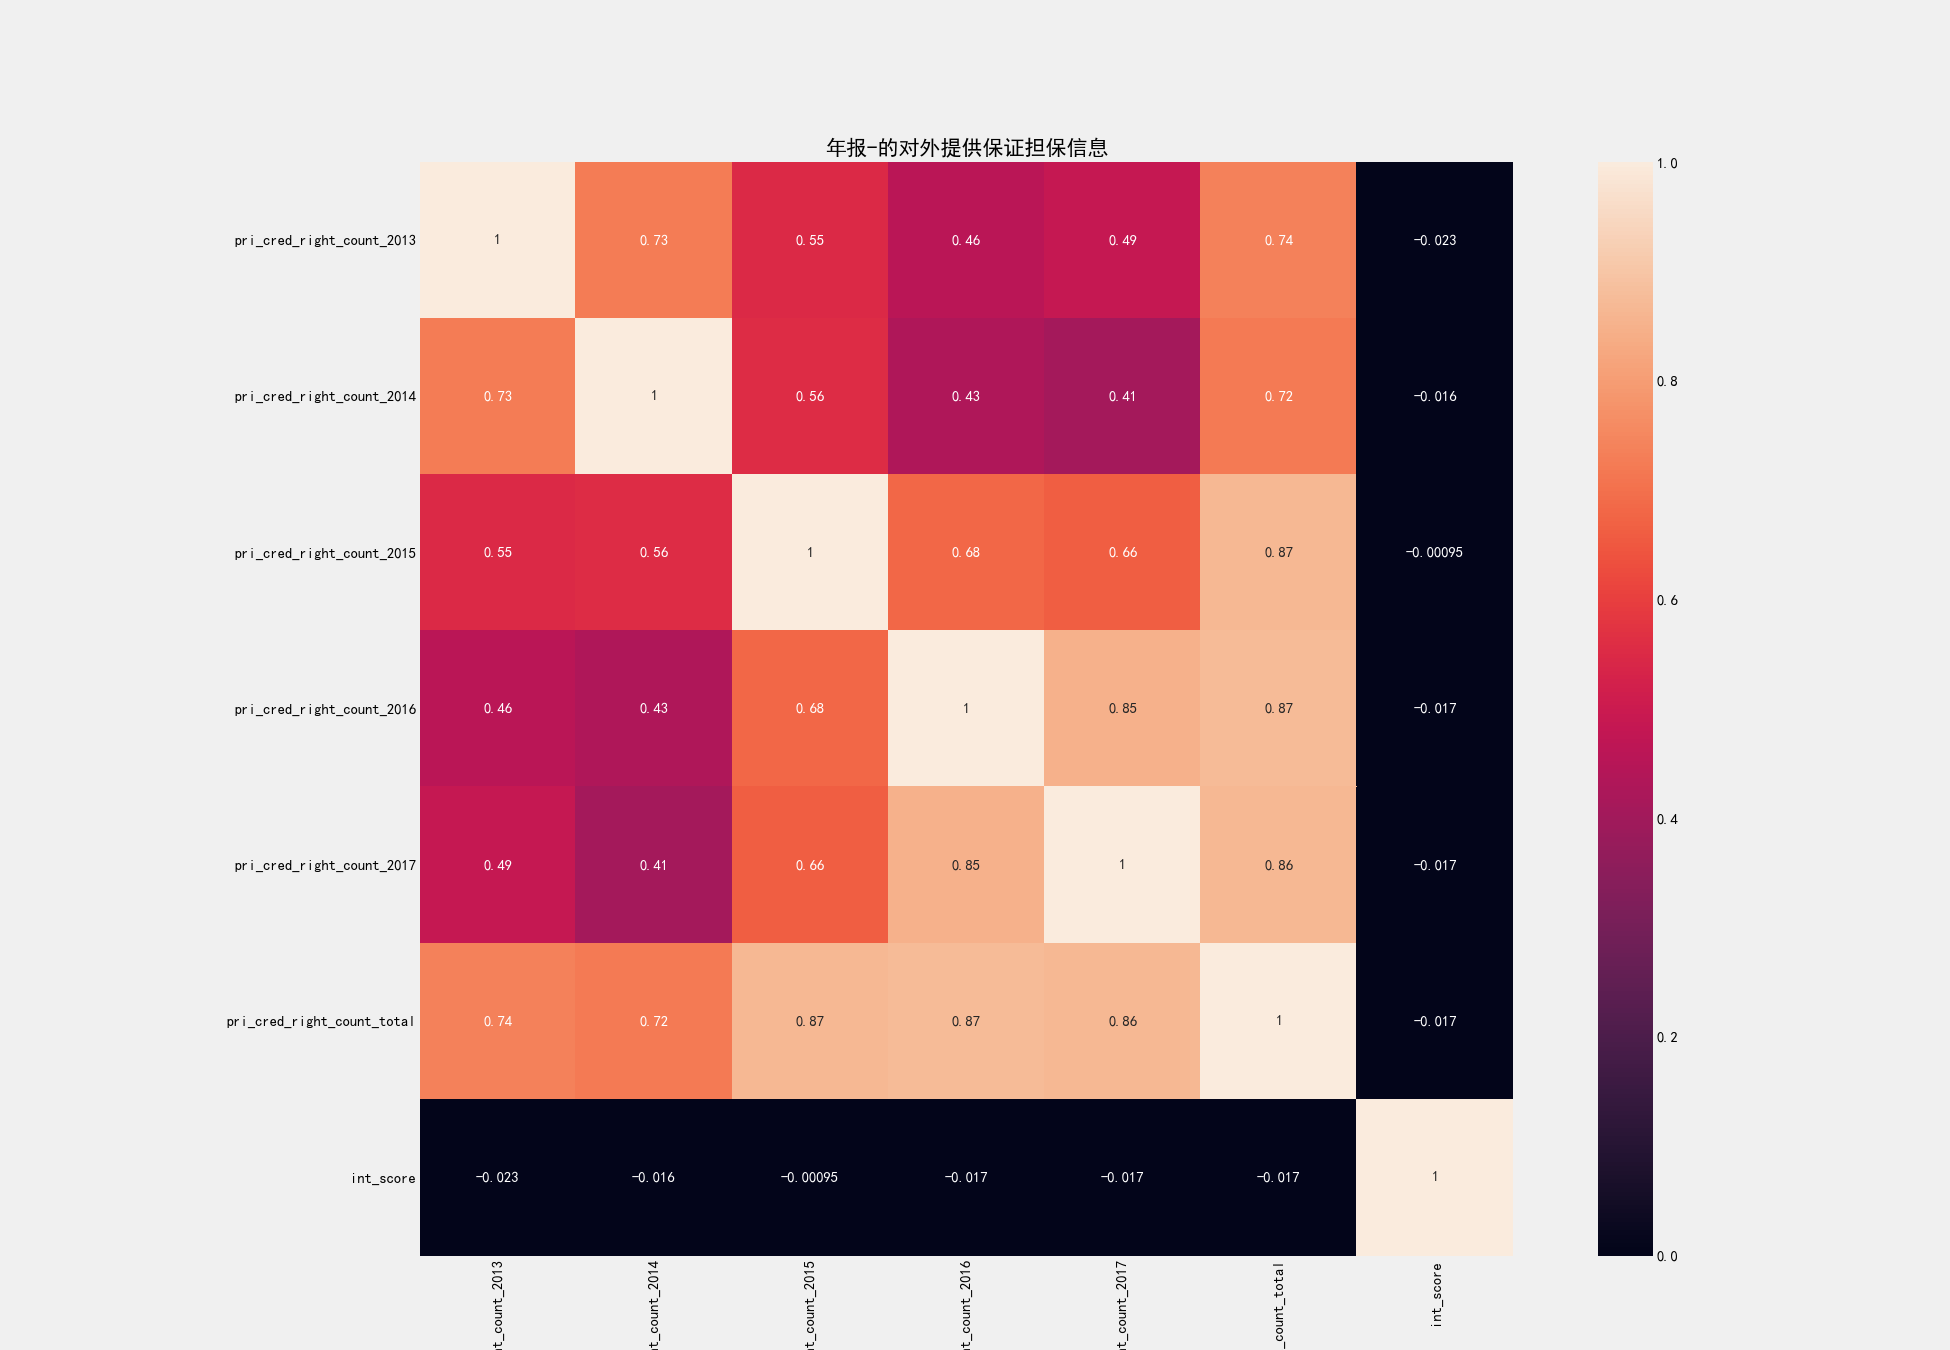 年报-的对外提供保证担保信息
pri_cred_right_count_2013 1 0.73 0.55 0.46 0.49 0.74 -0.023
pri_cred_right_count_2014 0.73 1 0.56 0.43 0.41 0.72 -0.016
pri_cred_right_count_2015 0.55 0.56 1 0.68 0.66 0.87 -0.00095
pri_cred_right_count_2016 0.46 0.43 0.68 1 0.85 0.87 -0.017
pri_cred_right_count_2017 0.49 0.41 0.66 0.85 1 0.86 -0.017
pri_cred_right_count_total 0.74 0.72 0.87 0.87 0.86 1 -0.017
int_score -0.023 -0.016 -0.00095 -0.017 -0.017 -0.017 1
nt_count_2013
nt_count_2014
nt_count_2015
nt_count_2016
nt_count_2017
_count_total
int_score
1.0
0.8
0.6
0.4
0.2
0.0